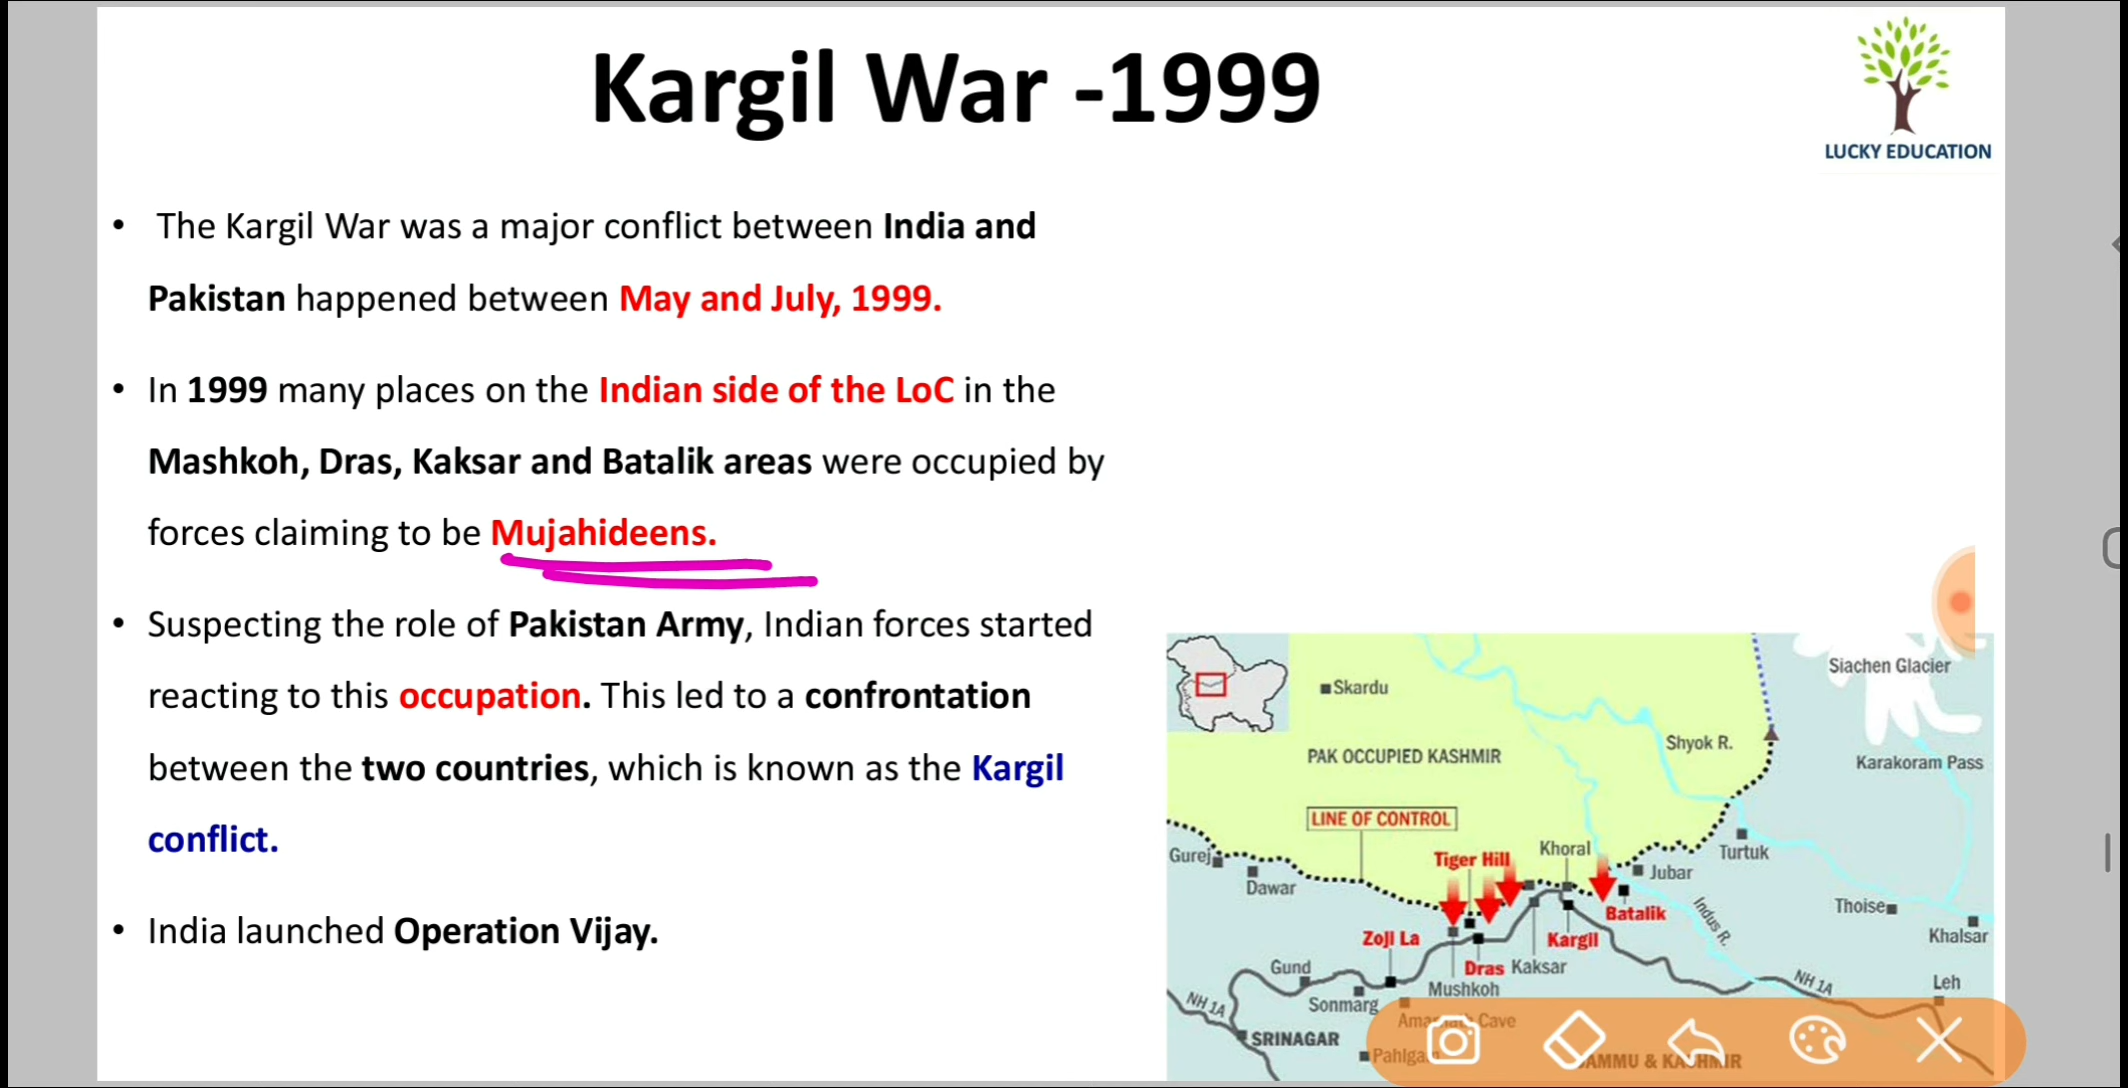 Kargil War -1999
LUCKY EDUCATION
• The Kargil War was a major conflict between India and
Pakistan happened between May and July, 1999.
• In 1999 many places on the Indian side of the LoC in the
Mashkoh, Dras, Kaksar and Batalik areas were occupied by
forces claiming to be Mujahideens.
• Suspecting the role of Pakistan Army, Indian forces started
reacting to this occupation. This led to a confrontation
between the two countries, which is known as the Kargil
conflict.
• India launched Operation Vijay.
Siachen Glacier
Skardu
Shyok R.
PAK OCCUPIED KASHMIR
Karakoram Pass
LINE OF CONTROL
Khoral
Turtuk
Gurej
Tiger Hill
Jubar
Dawar
Thoise
Batalik
Indus R.
Khalsar
Zoji La
Kargil
Gund
Dras
Kaksar
NH 1A
Leh
Mushkoh
Sonmarg
NH 1A
Cave
SRINAGAR
KASHMIR